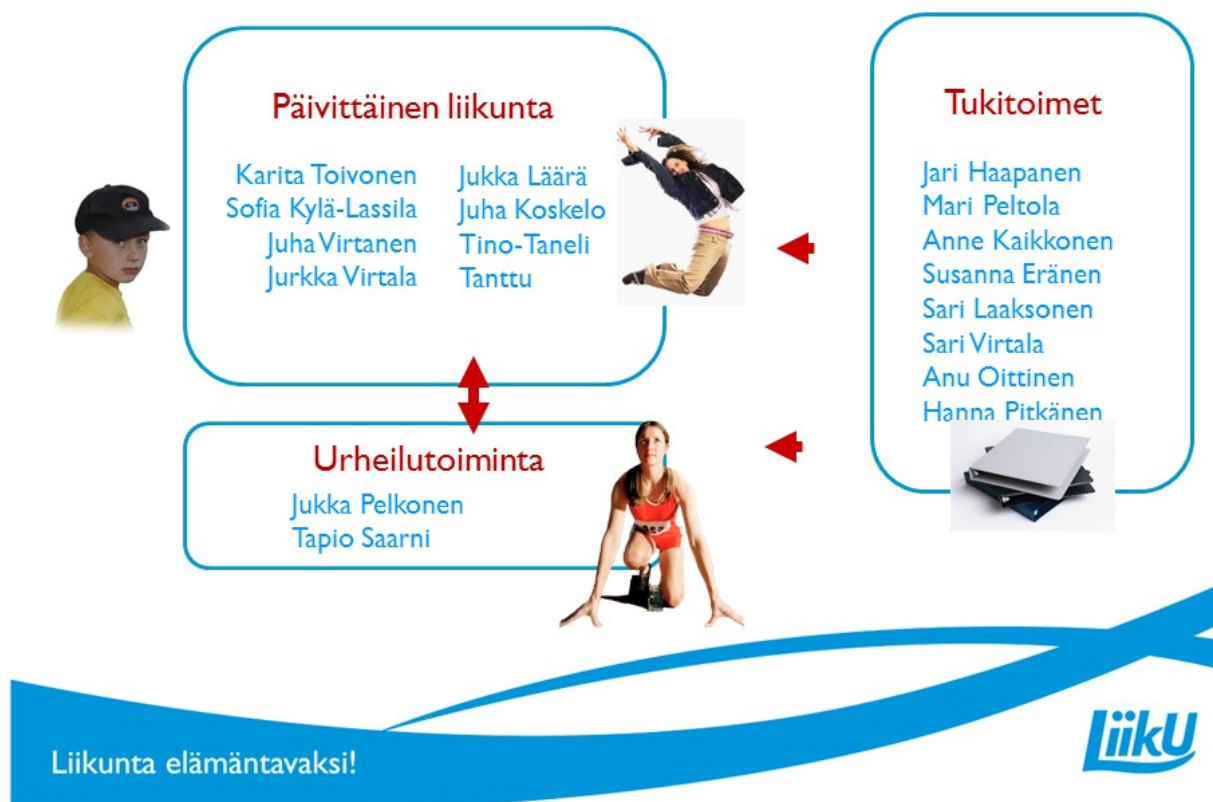 Päivittäinen liikunta
Karita Toivonen
Sofia Kylä-Lassila
Juha Virtanen
Jurkka Virtala
Jukka Läärä
Juha Koskelo
Tino-Taneli
Tanttu
Urheilutoiminta
Jukka Pelkonen
Tapio Saarni
Tukitoimet
Jari Haapanen
Mari Peltola
Anne Kaikkonen
Susanna Eränen
Sari Laaksonen
Sari Virtala
Anu Oittinen
Hanna Pitkänen
Liikunta elämäntavaksi!
LiikU